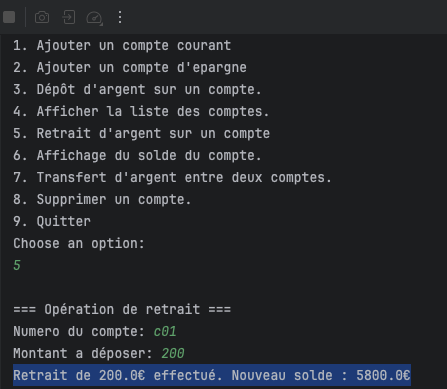 1. Ajouter un compte courant
2. Ajouter un compte d'epargne
3. Dépôt d'argent sur un compte.
4. Afficher la liste des comptes.
5. Retrait d'argent sur un compte
6. Affichage du solde du compte.
7. Transfert d'argent entre deux comptes.
8. Supprimer un compte.
9. Quitter
Choose an option:
5
=== Opération de retrait ===
Numero du compte: c01
Montant a déposer: 200
Retrait de 200.0€ effectué. Nouveau solde : 5800.0€